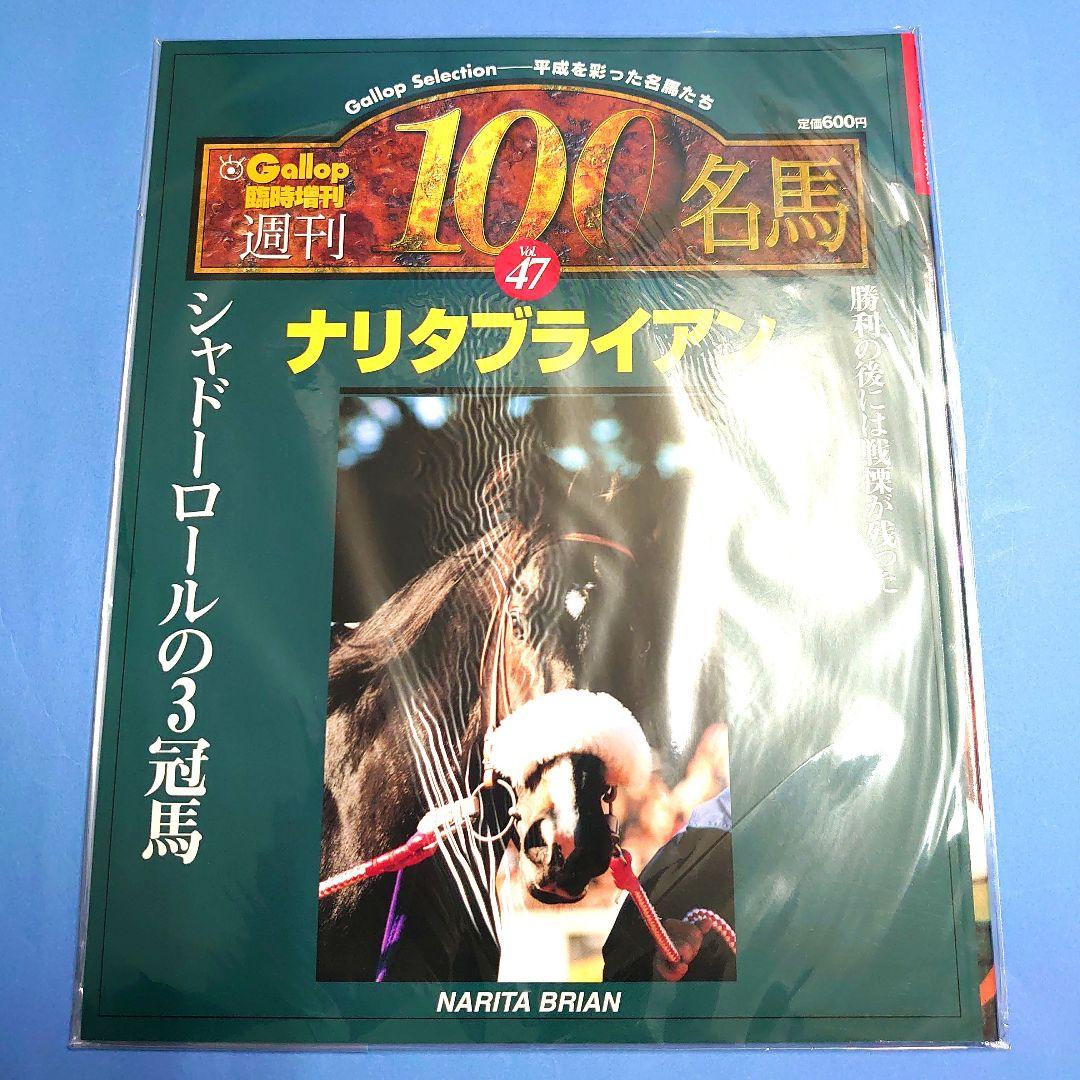 Gallop Selection──平成を彩った名馬たち
定価600円
Gallop
臨時増刊
週刊
100名馬
Vol.
47
ナリタブライアン
勝利の後には戦慄が残った
シャドーロールの3冠馬
NARITA BRIAN